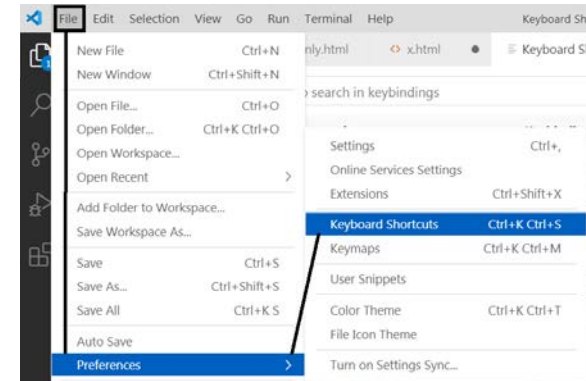 File Edit Selection View Go Run Terminal Help Keyboard Sh
New File Ctrl+N
New Window Ctrl+Shift+N
Open File... Ctrl+O
Open Folder... Ctrl+K Ctrl+O
Open Workspace...
Open Recent
Add Folder to Workspace...
Save Workspace As...
Save Ctrl+S
Save As... Ctrl+Shift+S
Save All Ctrl+K S
Auto Save
Preferences
nly.html x.html Keyboard S
search in keybindings
Settings Ctrl+,
Online Services Settings
Extensions Ctrl+Shift+X
Keyboard Shortcuts Ctrl+K Ctrl+S
Keymaps Ctrl+K Ctrl+M
User Snippets
Color Theme Ctrl+K Ctrl+T
File Icon Theme
Turn on Settings Sync...